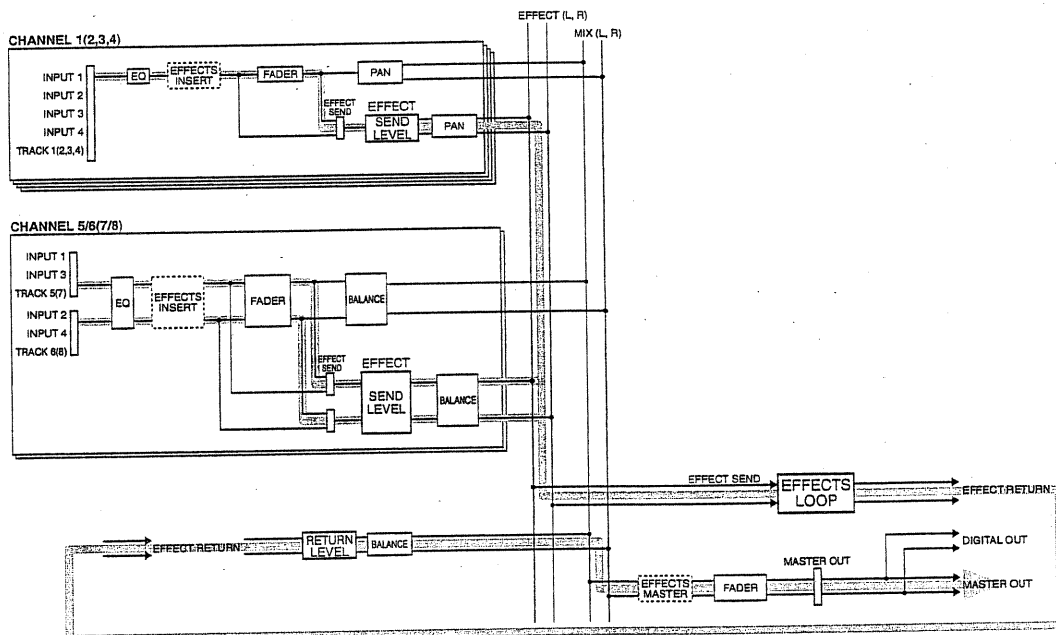 EFFECT (L, R)
MIX (L, R)
CHANNEL 1(2,3,4)
INPUT 1
INPUT 2
INPUT 3
INPUT 4
TRACK 1(2,3,4)
EQ
EFFECTS
INSERT
FADER
PAN
EFFECT
SEND
EFFECT
SEND
LEVEL
PAN
CHANNEL 5/6(7/8)
INPUT 1
INPUT 3
TRACK 5(7)
INPUT 2
INPUT 4
TRACK 6(8)
EQ
EFFECTS
INSERT
FADER
BALANCE
EFFECT
1 SEND
EFFECT
SEND
LEVEL
BALANCE
EFFECT SEND
EFFECTS
LOOP
EFFECT RETURN
EFFECT RETURN
RETURN
LEVEL
BALANCE
DIGITAL OUT
MASTER OUT
EFFECTS
MASTER
FADER
MASTER OUT